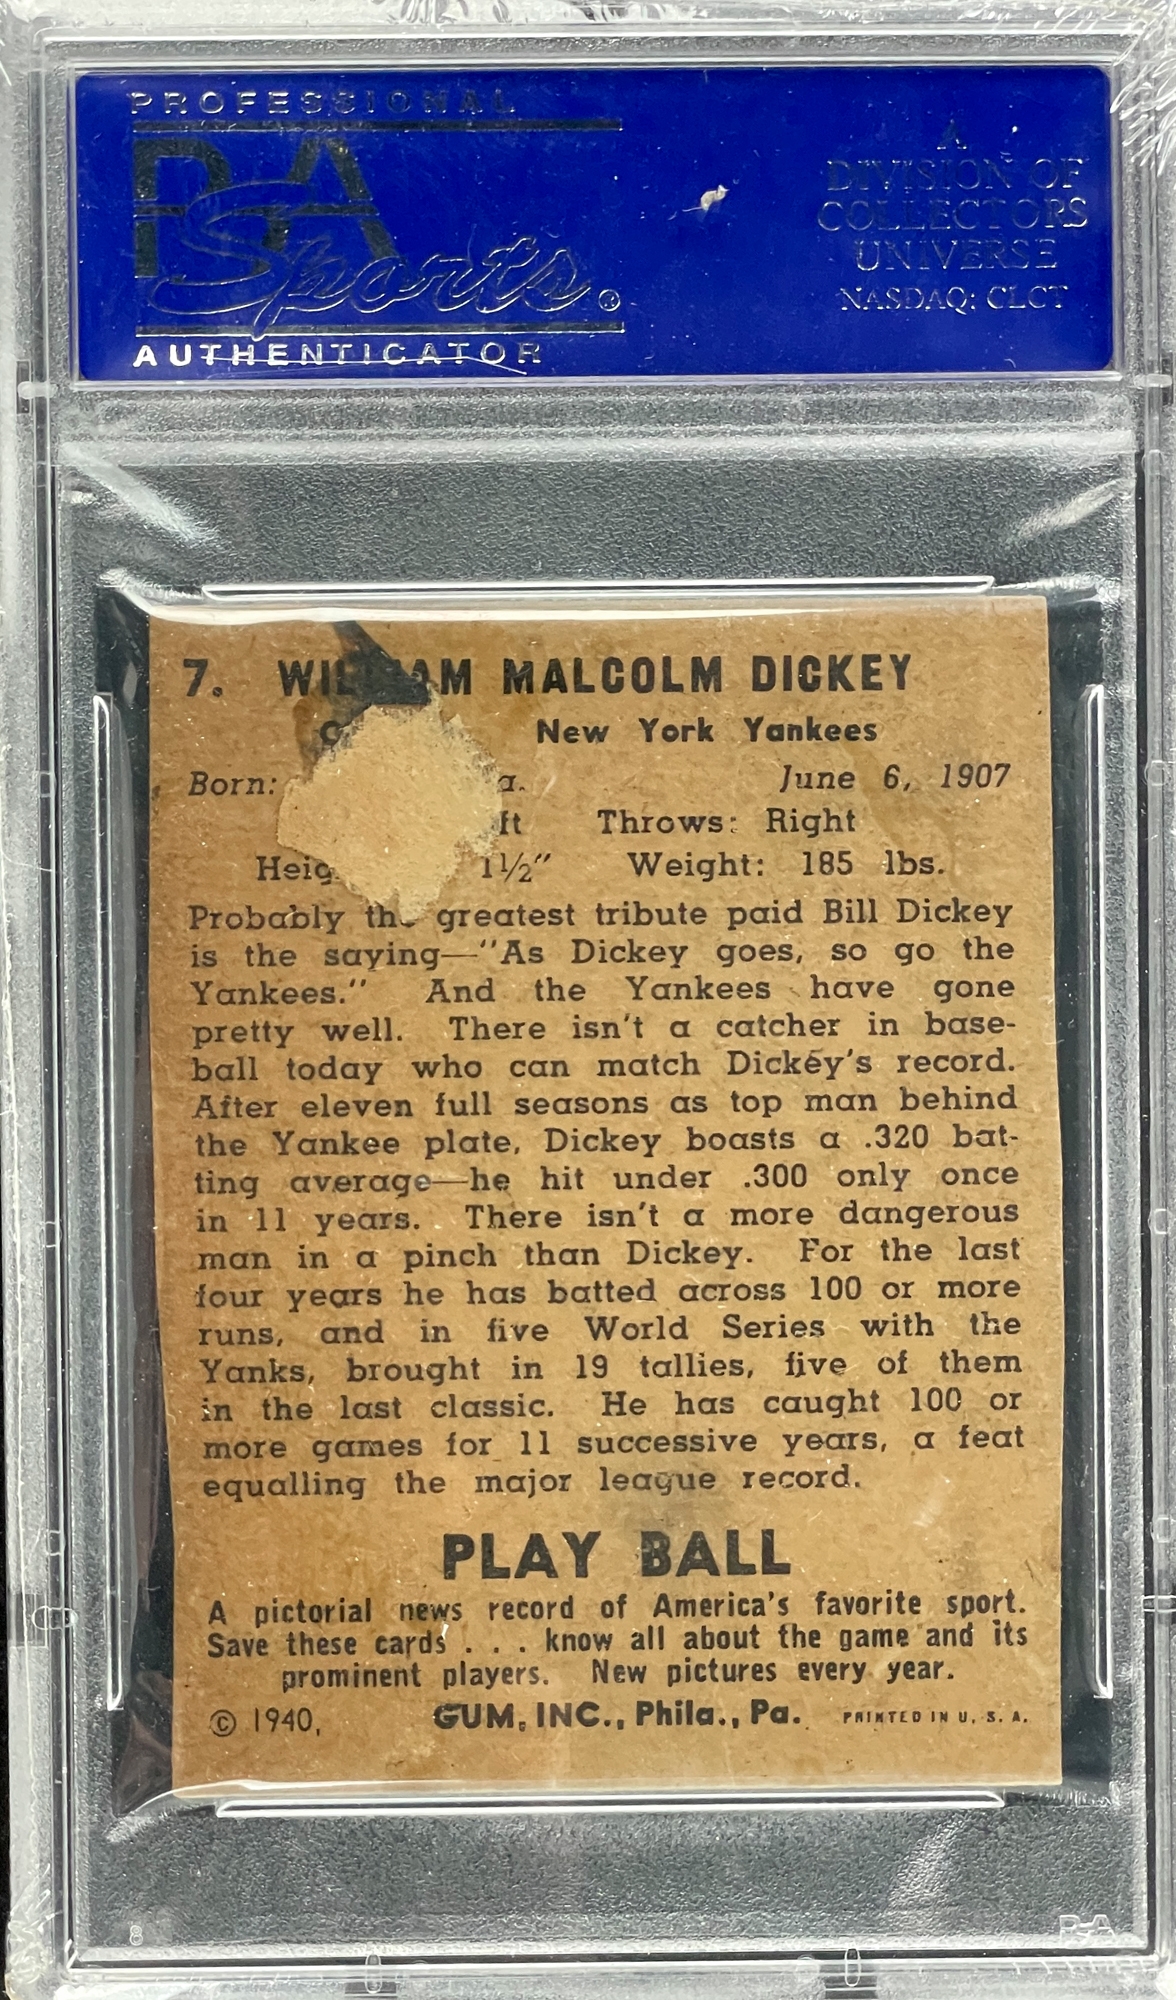 PROFESSIONAL
PSA
Sports ®
AUTHENTICATOR
A
DIVISION OF
COLLECTORS
UNIVERSE
NASDAQ: CLCT
7. WILLIAM MALCOLM DICKEY
New York Yankees
Born: June 6, 1907
Throws: Right
1½" Weight: 185 lbs.
Probably the greatest tribute paid Bill Dickey
is the saying—"As Dickey goes, so go the
Yankees." And the Yankees have gone
pretty well. There isn't a catcher in base-
ball today who can match Dickey's record.
After eleven full seasons as top man behind
the Yankee plate, Dickey boasts a .320 bat-
ting average—he hit under .300 only once
in 11 years. There isn't a more dangerous
man in a pinch than Dickey. For the last
four years he has batted across 100 or more
runs, and in five World Series with the
Yanks, brought in 19 tallies, five of them
in the last classic. He has caught 100 or
more games for 11 successive years, a feat
equalling the major league record.
PLAY BALL
A pictorial news record of America's favorite sport.
Save these cards . . . know all about the game and its
prominent players. New pictures every year.
© 1940, GUM, INC., Phila., Pa. PRINTED IN U. S. A.
8
PSA